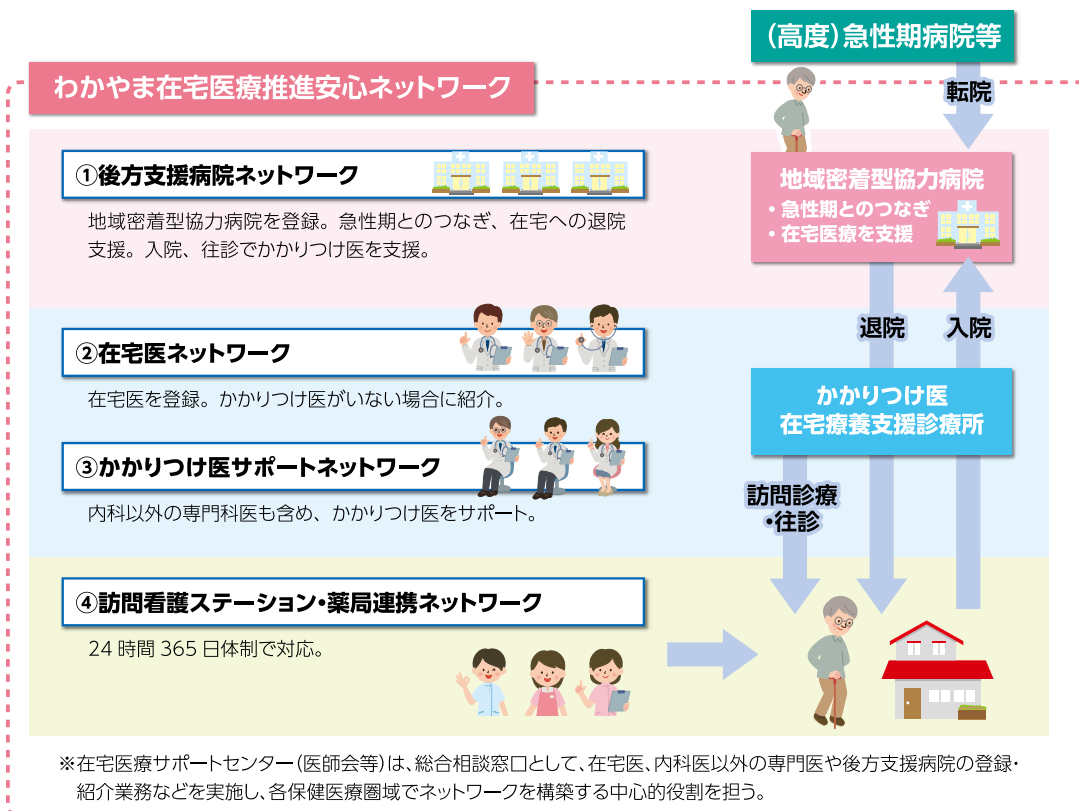 (高度)急性期病院等
わかやま在宅医療推進安心ネットワーク
転院
①後方支援病院ネットワーク
地域密着型協力病院を登録。急性期とのつなぎ、在宅への退院
支援。入院、往診でかかりつけ医を支援。
地域密着型協力病院
・急性期とのつなぎ
・在宅医療を支援
退院
入院
②在宅医ネットワーク
在宅医を登録。かかりつけ医がいない場合に紹介。
かかりつけ医
在宅療養支援診療所
③かかりつけ医サポートネットワーク
内科以外の専門科医も含め、かかりつけ医をサポート。
訪問診療
・往診
④訪問看護ステーション・薬局連携ネットワーク
24時間365日体制で対応。
※在宅医療サポートセンター(医師会等)は、総合相談窓口として、在宅医、内科医以外の専門医や後方支援病院の登録・
紹介業務などを実施し、各保健医療圏域でネットワークを構築する中心的役割を担う。